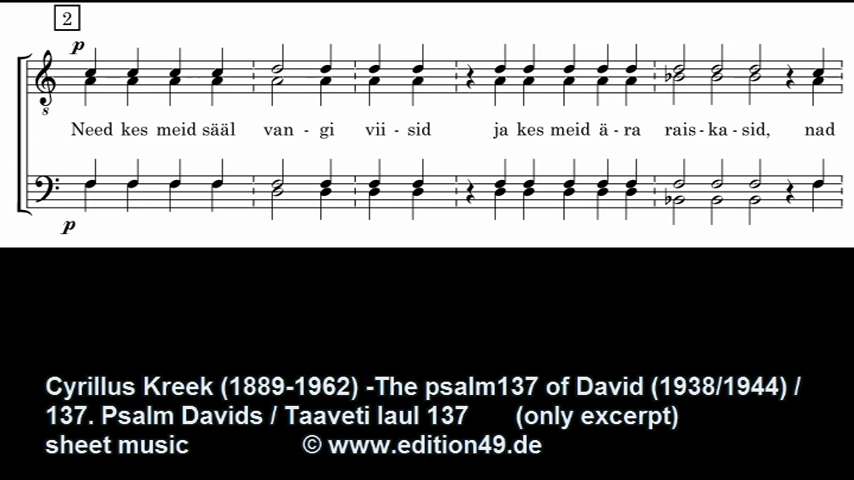 2
p
8
Need kes meid sääl van - gi vii - sid ja kes meid ä - ra rais - ka - sid, nad
p
Cyrillus Kreek (1889-1962) -The psalm137 of David (1938/1944) /
137. Psalm Davids / Taaveti laul 137 (only excerpt)
sheet music © www.edition49.de